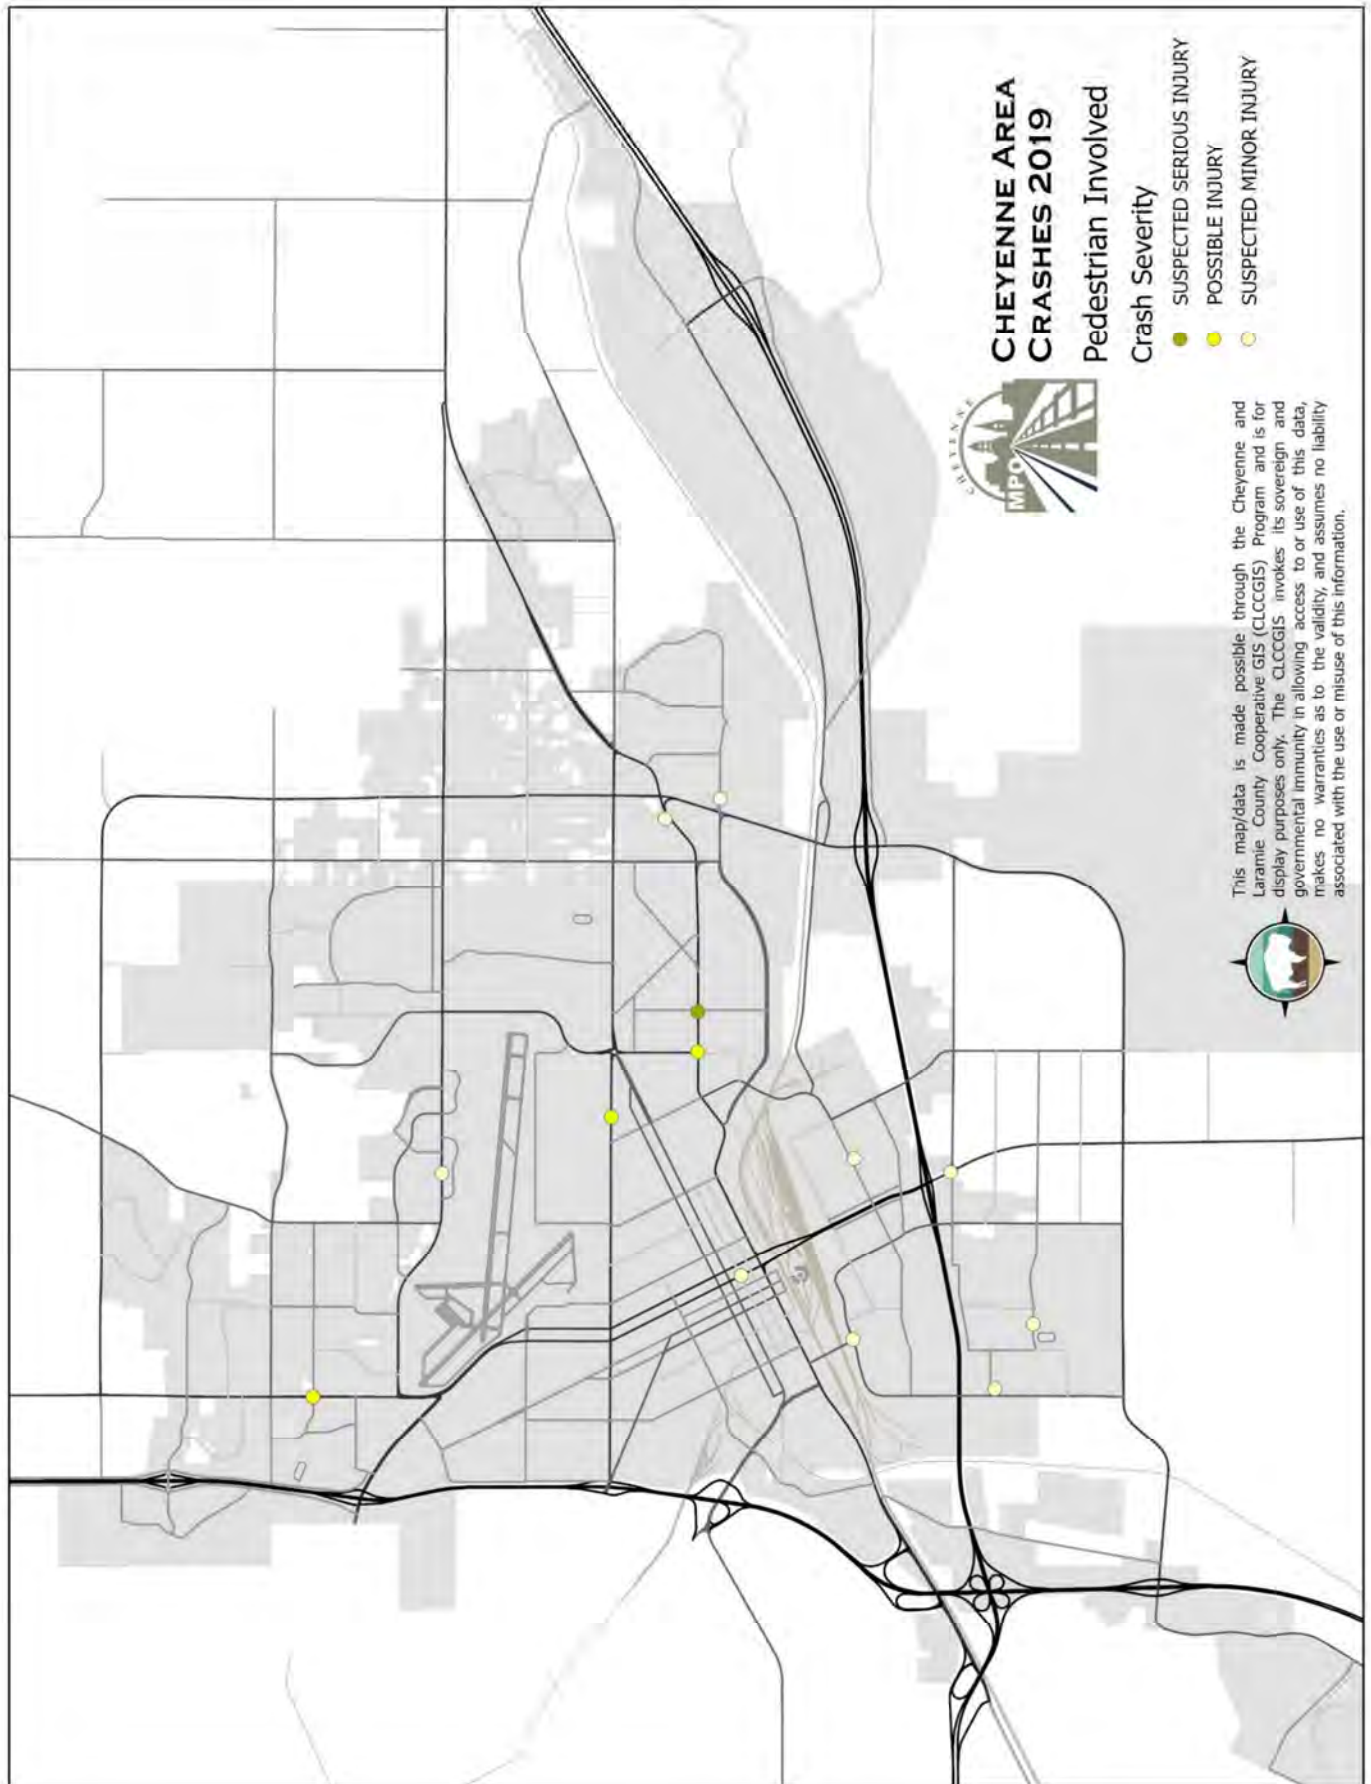 CHEYENNE AREA
CRASHES 2019
Pedestrian Involved
Crash Severity
SUSPECTED SERIOUS INJURY
POSSIBLE INJURY
SUSPECTED MINOR INJURY
CHEYENNE
MPO
This map/data is made possible through the Cheyenne and
Laramie County Cooperative GIS (CLCCGIS) Program and is for
display purposes only. The CLCCGIS invokes its sovereign and
governmental immunity in allowing access to or use of this data,
makes no warranties as to the validity, and assumes no liability
associated with the use or misuse of this information.